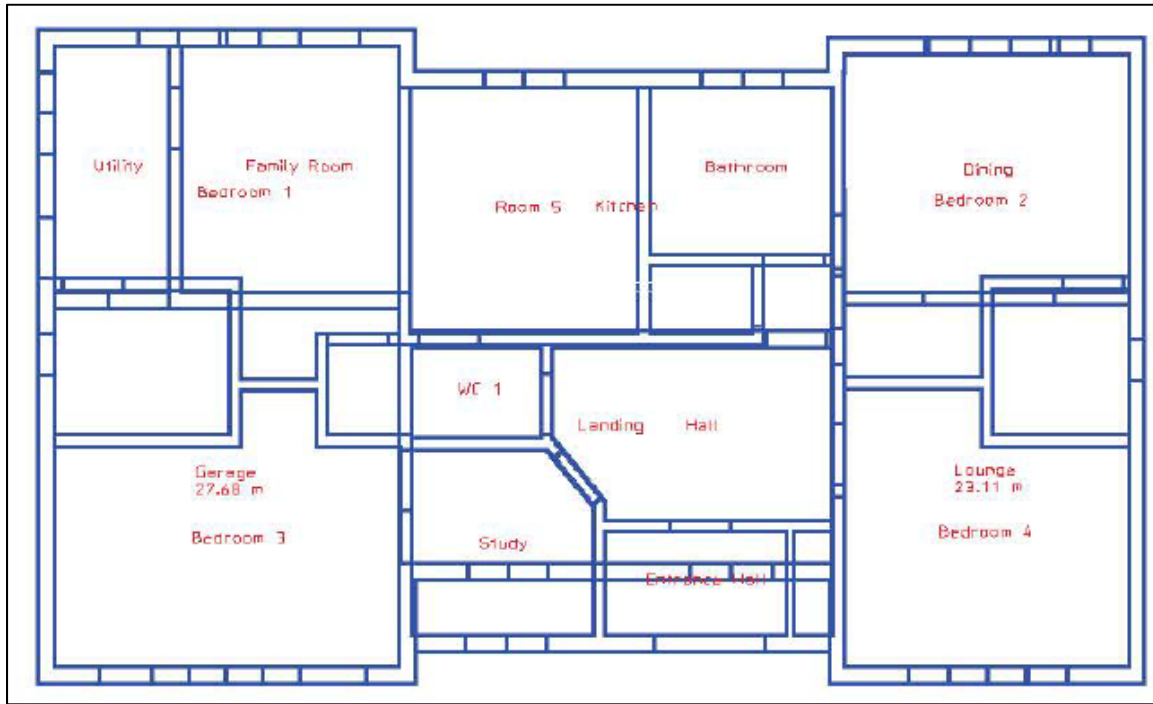 Utility
Family Room
Bedroom 1
Room 5
Kitchen
Bathroom
Dining
Bedroom 2
WC 1
Landing
Hall
Garage
27.68 m
Bedroom 3
Study
Entrance Hall
Lounge
23.11 m
Bedroom 4